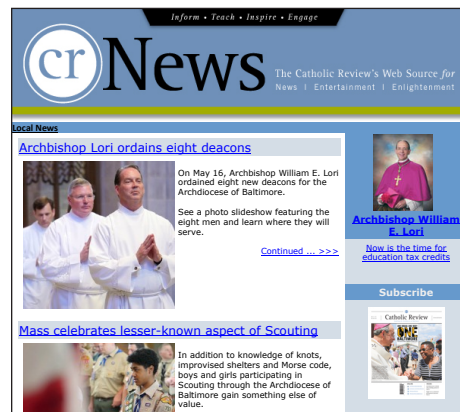 Inform • Teach • Inspire • Engage
cr News
The Catholic Review's Web Source for
News | Entertainment | Enlightenment
Local News
Archbishop Lori ordains eight deacons
On May 16, Archbishop William E. Lori
ordained eight new deacons for the
Archdiocese of Baltimore.
See a photo slideshow featuring the
eight men and learn where they will
serve.
Continued ... >>>
Mass celebrates lesser-known aspect of Scouting
In addition to knowledge of knots,
improvised shelters and Morse code,
boys and girls participating in
Scouting through the Archdiocese of
Baltimore gain something else of
value.
Archbishop William
E. Lori
Now is the time for
education tax credits
Subscribe
Catholic Review
ONE
BALTIMORE